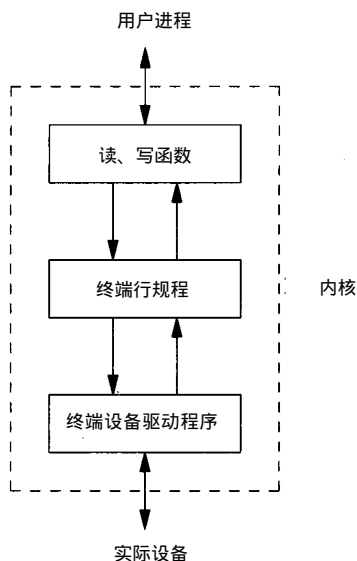 用户进程
读、写函数
终端行规程
内核
终端设备驱动程序
实际设备